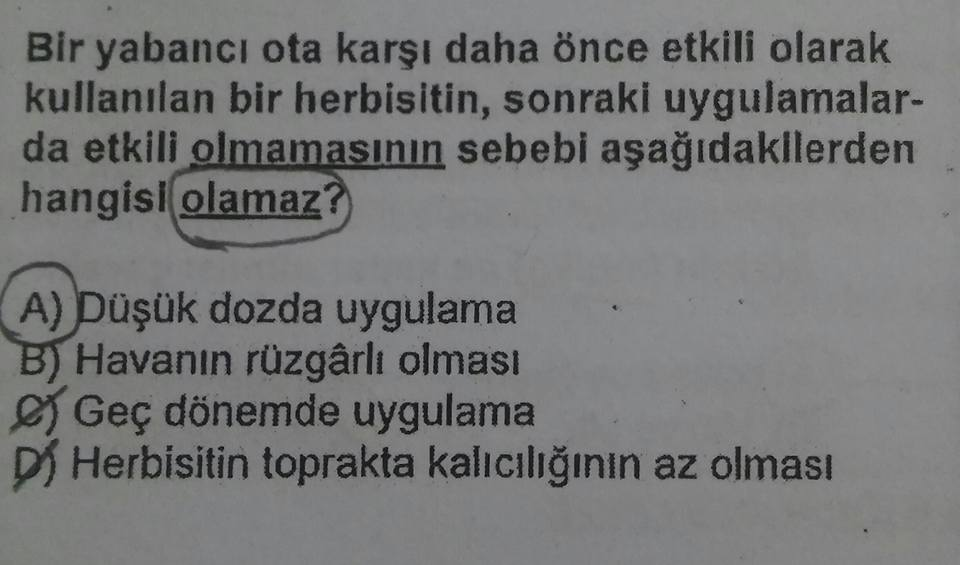 Bir yabancı ota karşı daha önce etkili olarak
kullanılan bir herbisitin, sonraki uygulamalar-
da etkili olmamasının sebebi aşağıdakilerden
hangisi olamaz?
A) Düşük dozda uygulama
B) Havanın rüzgârlı olması
C) Geç dönemde uygulama
D) Herbisitin toprakta kalıcılığının az olması